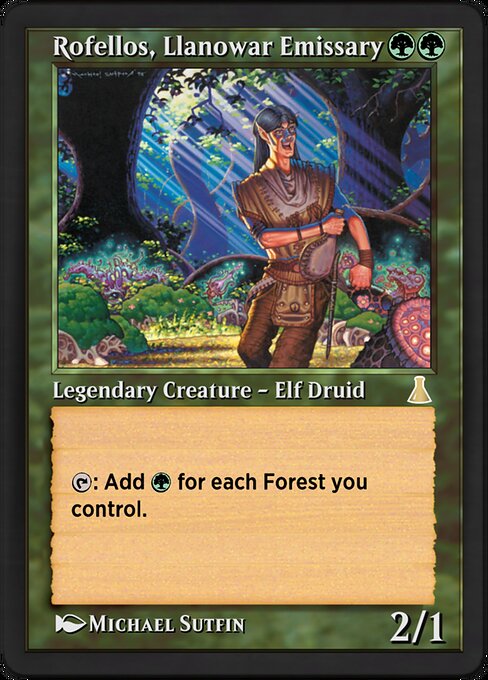 Rofellos, Llanowar Emissary
Legendary Creature – Elf Druid
: Add for each Forest you
control.
Michael Sutfin
2/1